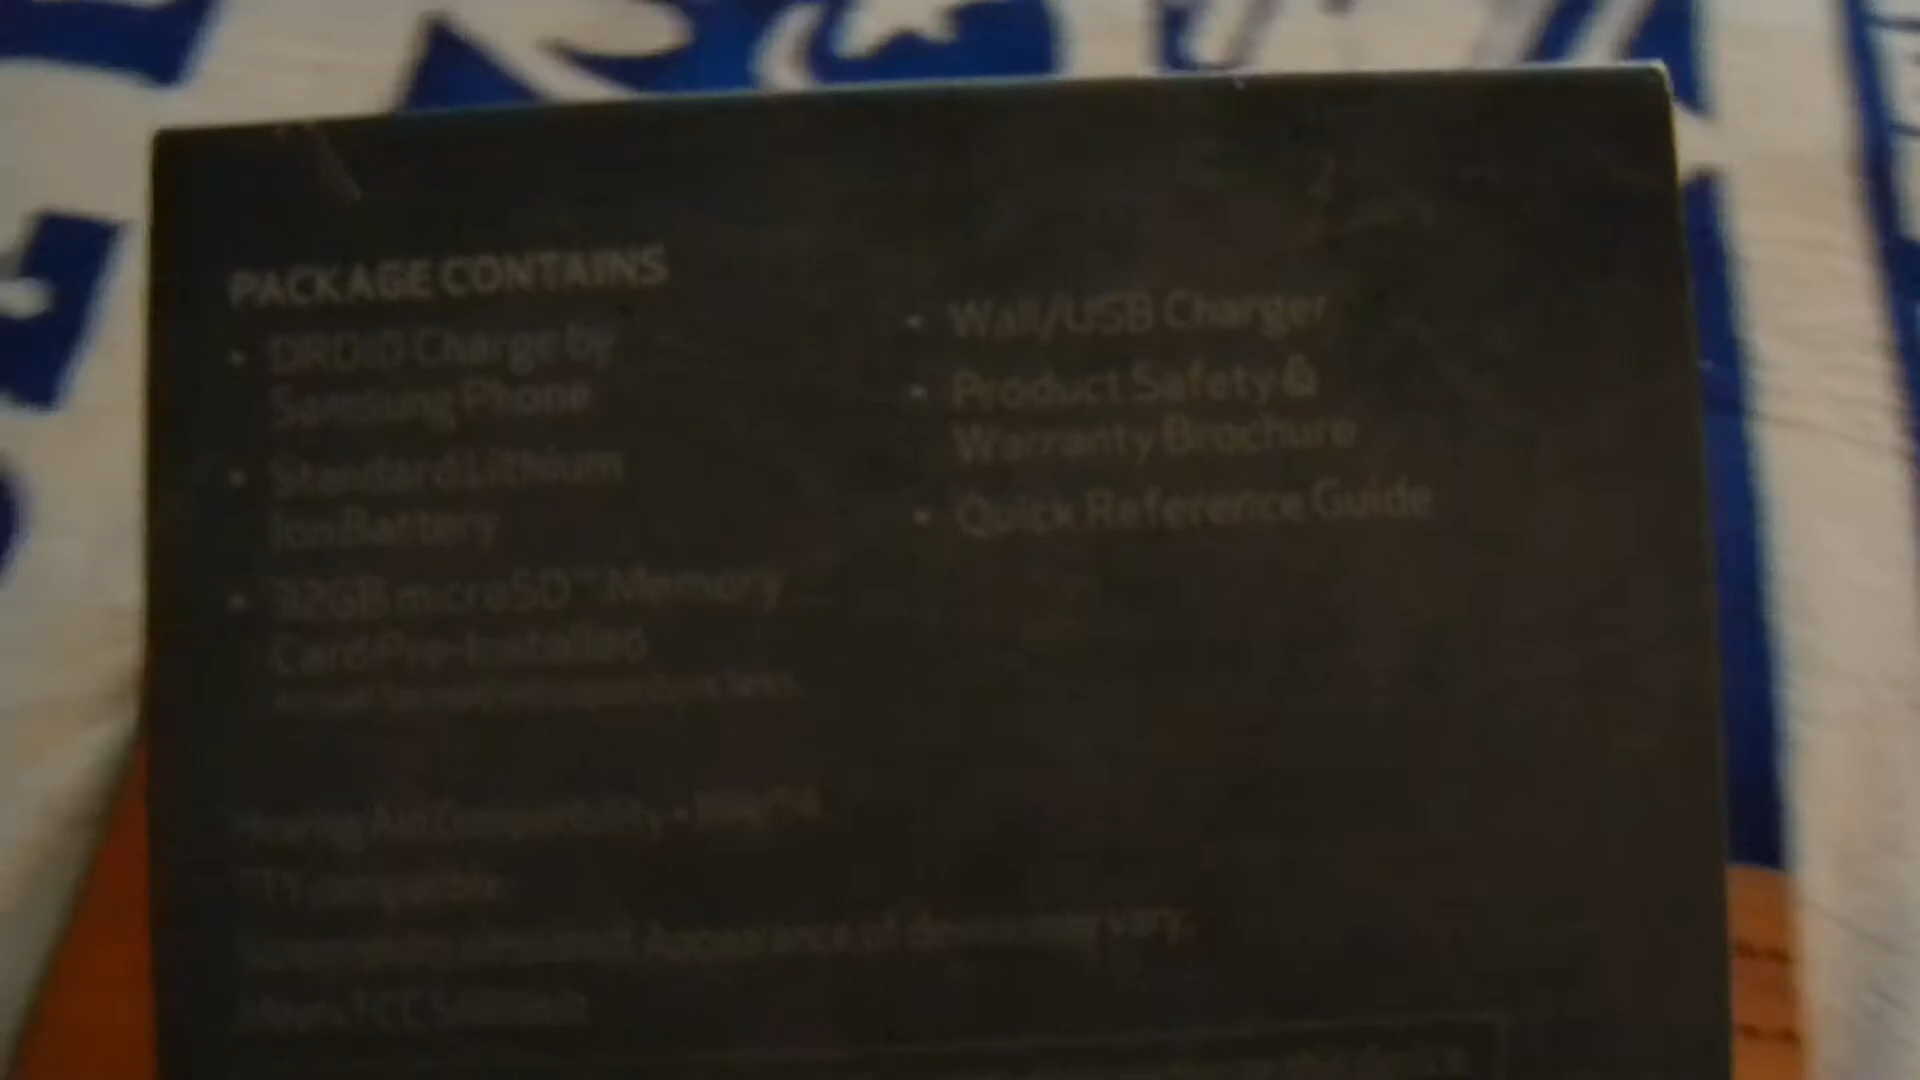 PACKAGE CONTAINS
• DROID Charge by
Samsung Phone
• Standard Lithium
Ion Battery
• 32GB microSD™ Memory
Card Pre-Installed
• Wall/USB Charger
• Product Safety &
Warranty Brochure
• Quick Reference Guide
Hearing Aid Compatibility •
TTY compatible
Appearance of device may vary.
Meets FCC
this device